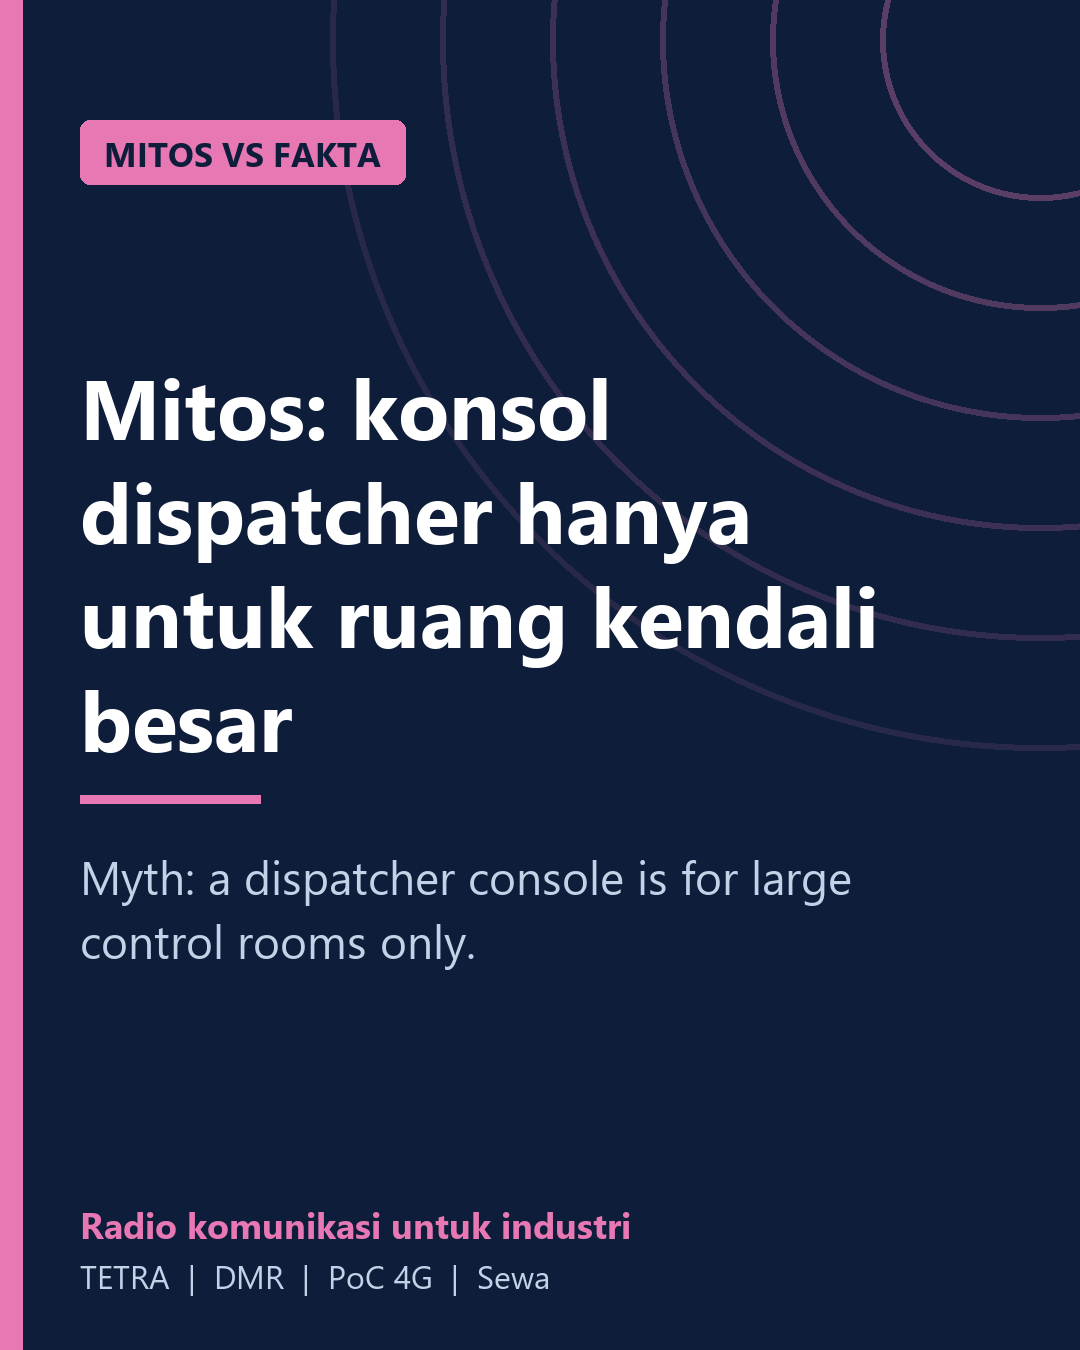 MITOS VS FAKTA
Mitos: konsol
dispatcher hanya
untuk ruang kendali
besar
Myth: a dispatcher console is for large
control rooms only.
Radio komunikasi untuk industri
TETRA | DMR | PoC 4G | Sewa